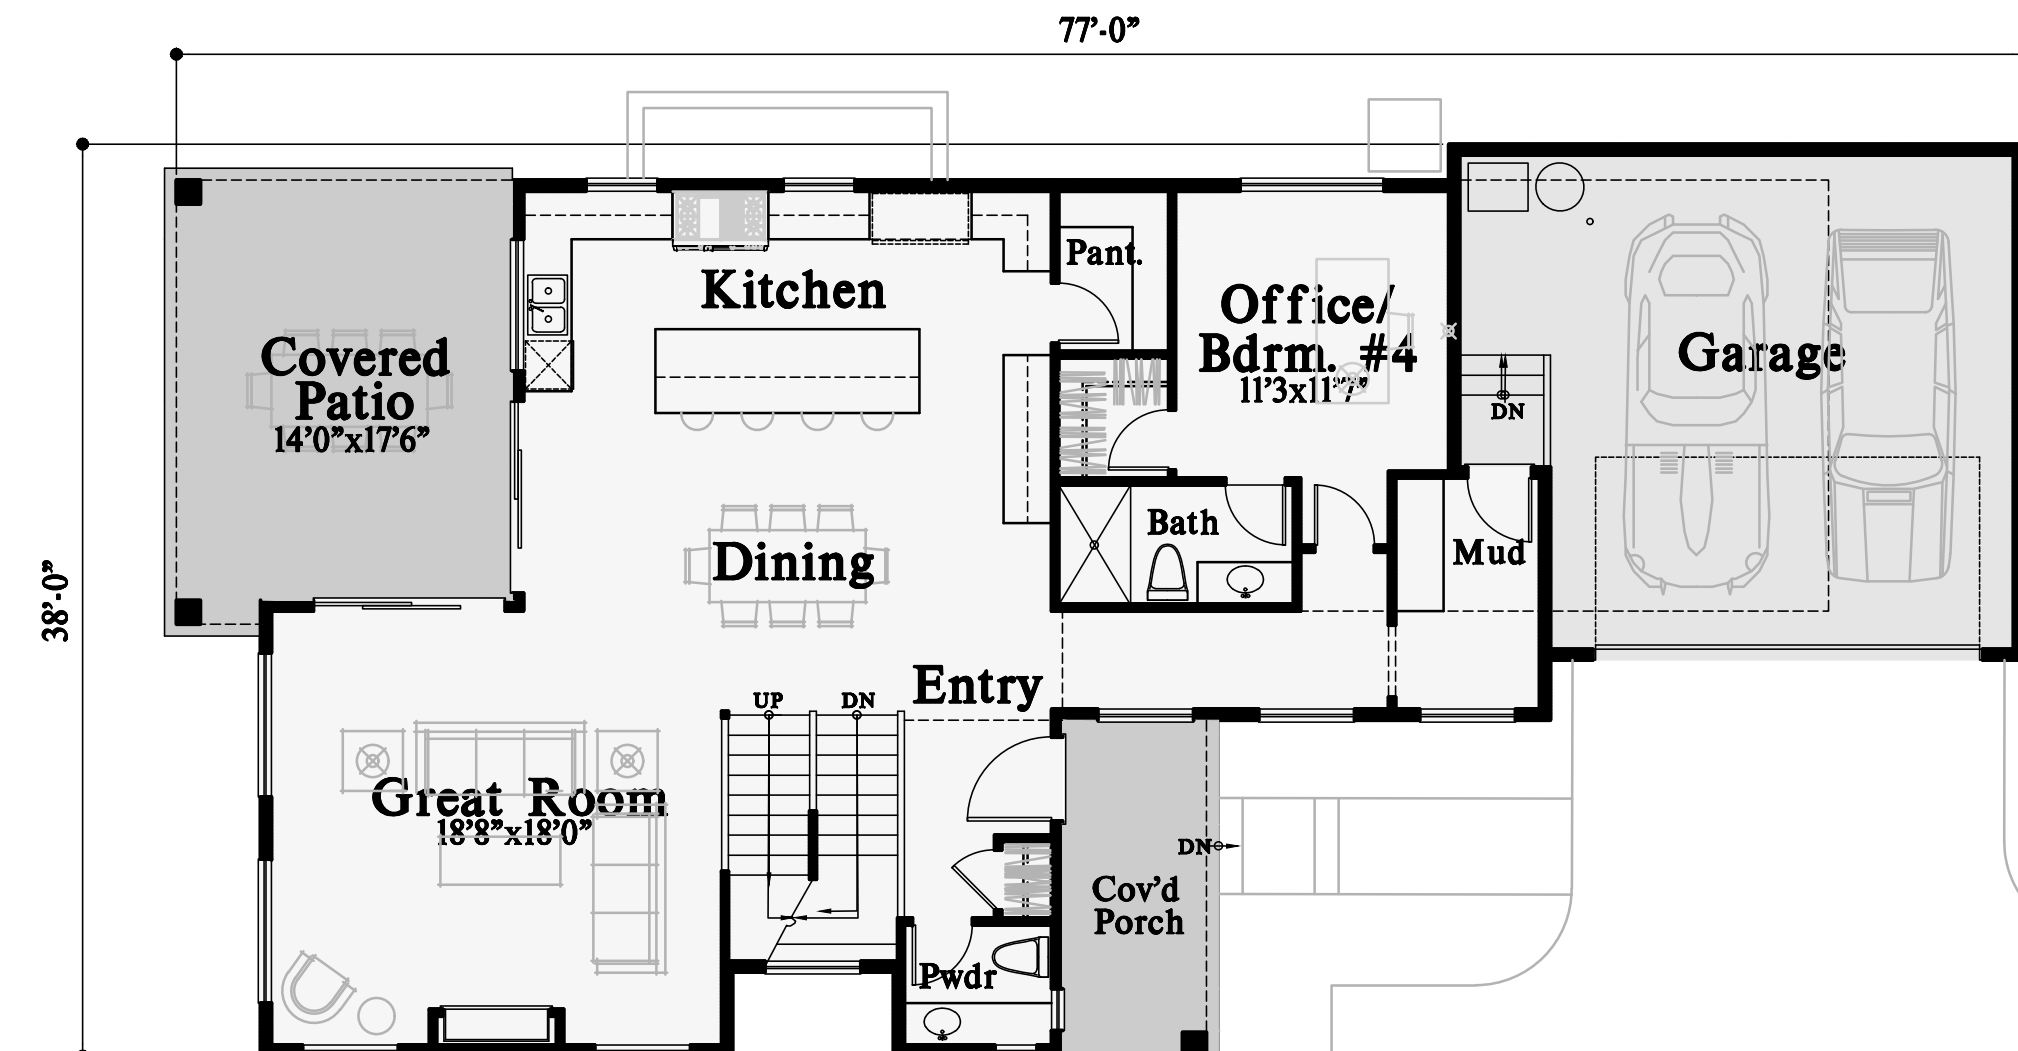 77'-0"
38'-0"
Kitchen
Pant.
Office/
Bdrm. #4
11'3x11'7"
Covered
Patio
14'0"x17'6"
Garage
DN
Bath
Mud
Dining
Entry
UP
DN
Great Room
18'8"x18'0"
DN
Cov'd
Porch
Pwdr